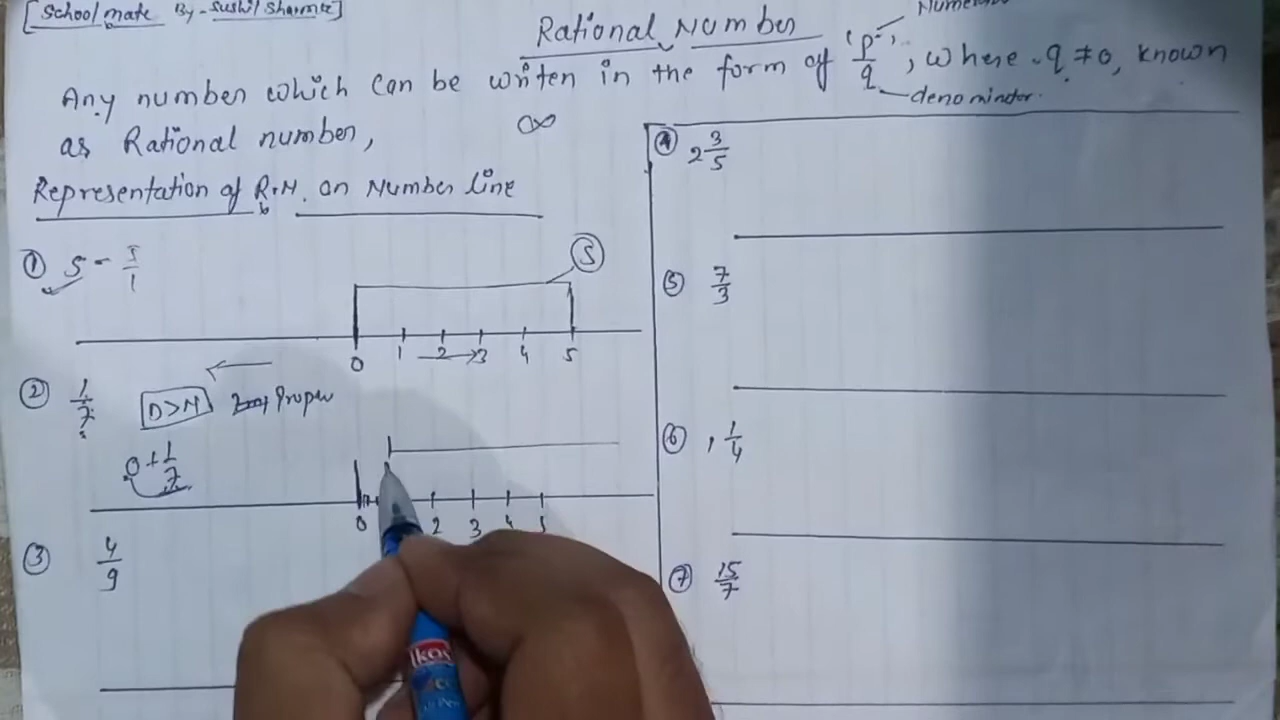 [School mate By - Sushil Sharma]
Rational Number
Any number which can be writen in the form of 'p/q', where q ≠ 0, known
denominator.
as Rational number,
∞
Representation of R.N. on Number line
① 5 - 5/1
5
0 1 2 3 4 5
② 1/7 D>N Proper
0 + 1/7
0 2 3 4 5
③ 4/9
④ 2 3/5
⑤ 7/3
⑥ 1/4
⑦ 15/7